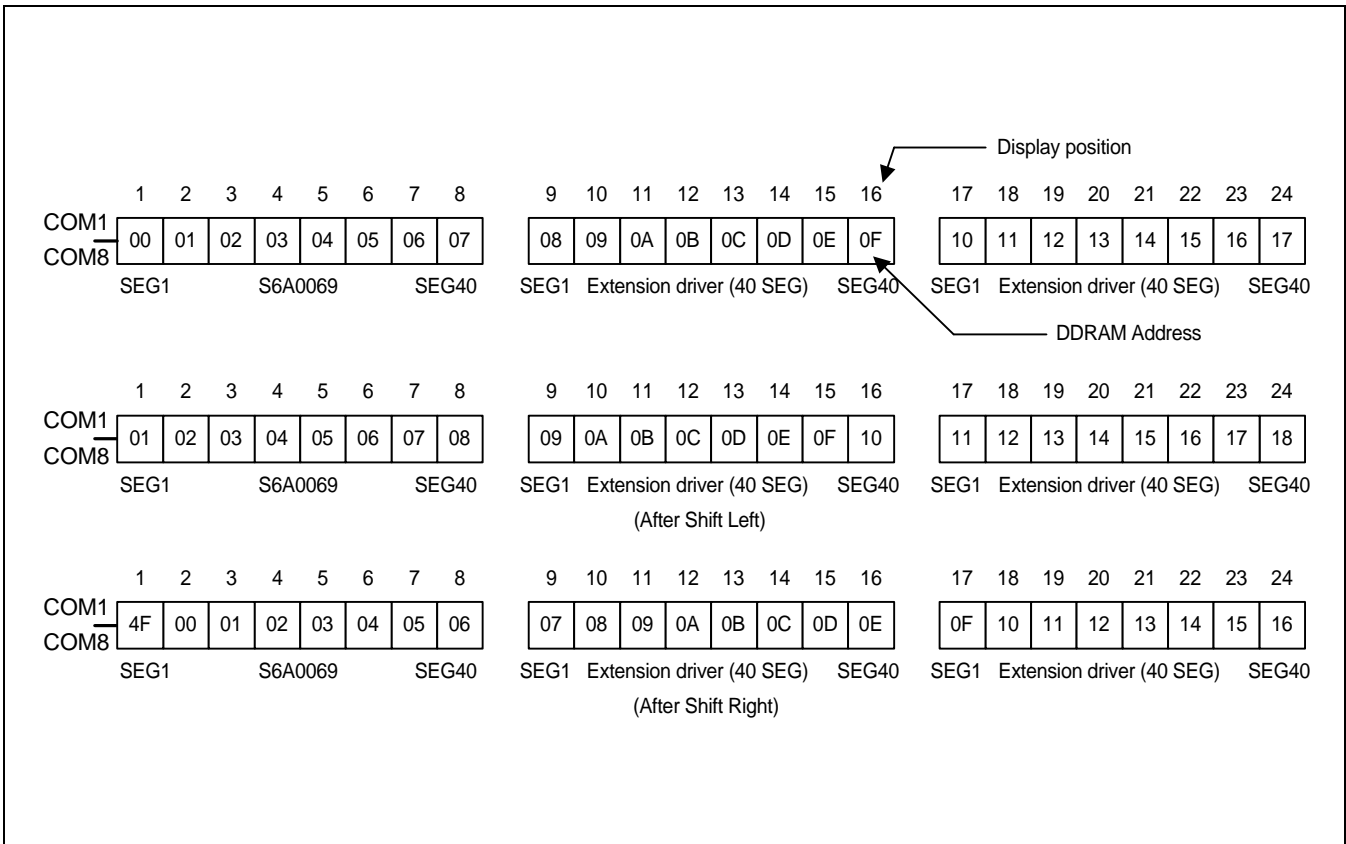 Display position
1 2 3 4 5 6 7 8 9 10 11 12 13 14 15 16 17 18 19 20 21 22 23 24
COM1
00 01 02 03 04 05 06 07 08 09 0A 0B 0C 0D 0E 0F 10 11 12 13 14 15 16 17
COM8
SEG1 S6A0069 SEG40 SEG1 Extension driver (40 SEG) SEG40 SEG1 Extension driver (40 SEG) SEG40
DDRAM Address
1 2 3 4 5 6 7 8 9 10 11 12 13 14 15 16 17 18 19 20 21 22 23 24
COM1
01 02 03 04 05 06 07 08 09 0A 0B 0C 0D 0E 0F 10 11 12 13 14 15 16 17 18
COM8
SEG1 S6A0069 SEG40 SEG1 Extension driver (40 SEG) SEG40 SEG1 Extension driver (40 SEG) SEG40
(After Shift Left)
1 2 3 4 5 6 7 8 9 10 11 12 13 14 15 16 17 18 19 20 21 22 23 24
COM1
4F 00 01 02 03 04 05 06 07 08 09 0A 0B 0C 0D 0E 0F 10 11 12 13 14 15 16
COM8
SEG1 S6A0069 SEG40 SEG1 Extension driver (40 SEG) SEG40 SEG1 Extension driver (40 SEG) SEG40
(After Shift Right)